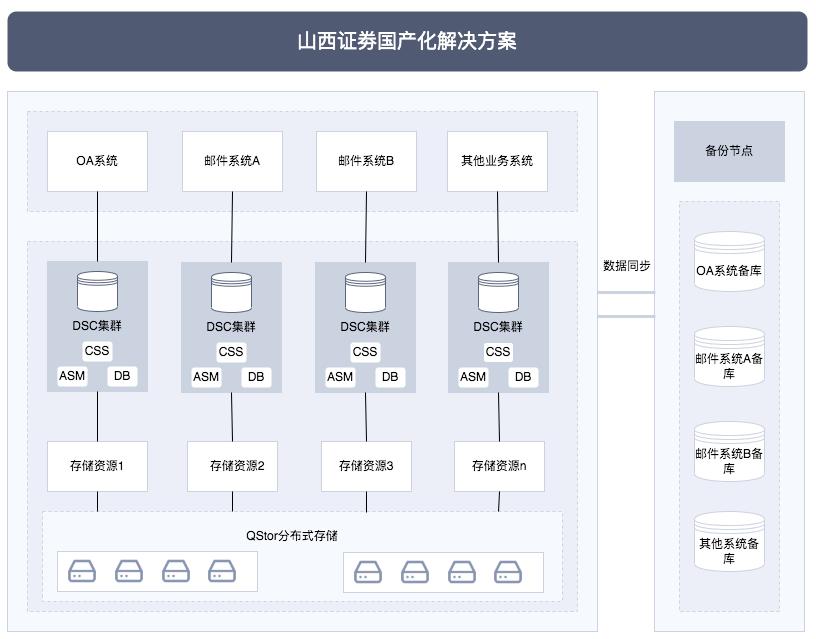 山西证券国产化解决方案
OA系统
邮件系统A
邮件系统B
其他业务系统
DSC集群
CSS
ASM
DB
DSC集群
CSS
ASM
DB
DSC集群
CSS
ASM
DB
DSC集群
CSS
ASM
DB
存储资源1
存储资源2
存储资源3
存储资源n
QStor分布式存储
数据同步
备份节点
OA系统备库
邮件系统A备
库
邮件系统B备
库
其他系统备
库